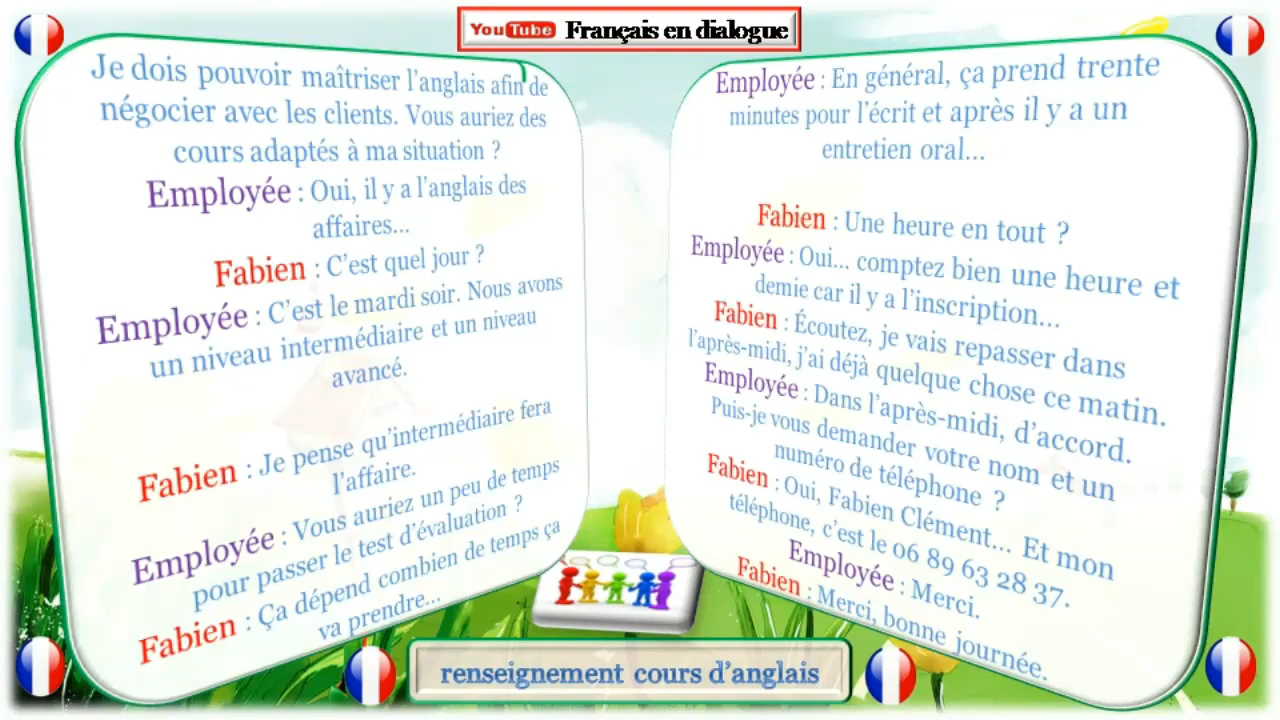 YouTube Français en dialogue
Je dois pouvoir maîtriser l'anglais afin de
négocier avec les clients. Vous auriez des
cours adaptés à ma situation ?
Employée : Oui, il y a l'anglais des
affaires...
Fabien : C'est quel jour ?
Employée : C'est le mardi soir. Nous avons
un niveau intermédiaire et un niveau
avancé.
Fabien : Je pense qu'intermédiaire fera
l'affaire.
Employée : Vous auriez un peu de temps
pour passer le test d'évaluation ?
Fabien : Ça dépend combien de temps ça
va prendre...
Employée : En général, ça prend trente
minutes pour l'écrit et après il y a un
entretien oral...
Fabien : Une heure en tout ?
Employée : Oui... comptez bien une heure et
demie car il y a l'inscription...
Fabien : Écoutez, je vais repasser dans
l'après-midi, j'ai déjà quelque chose ce matin.
Employée : Dans l'après-midi, d'accord.
Puis-je vous demander votre nom et un
numéro de téléphone ?
Fabien : Oui, Fabien Clément... Et mon
téléphone, c'est le 06 89 63 28 37.
Employée : Merci.
Fabien : Merci, bonne journée.
renseignement cours d'anglais